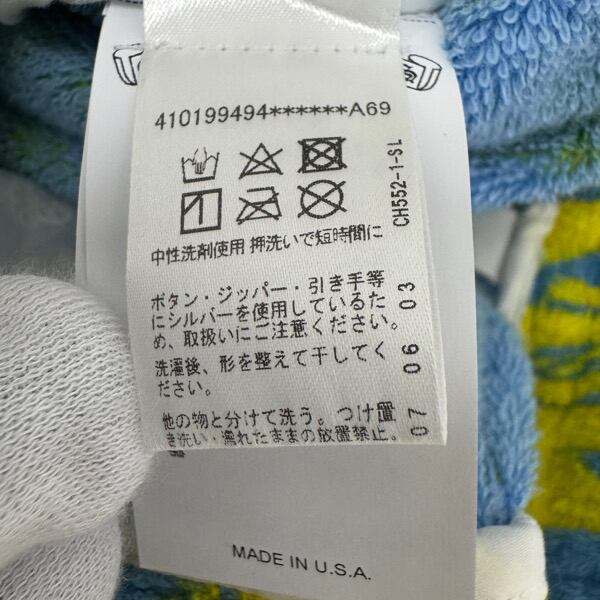 410199494******A69
中性洗剤使用 押洗いで短時間に
ボタン・ジッパー・引き手等
にシルバーを使用しているた
め、取扱いにご注意ください。
洗濯後、形を整えて干してく
ださい。
他の物と分けて洗う。つけ置
き洗い・濡れたままの放置禁止。
CH552-1-SL
07 06 03
MADE IN U.S.A.